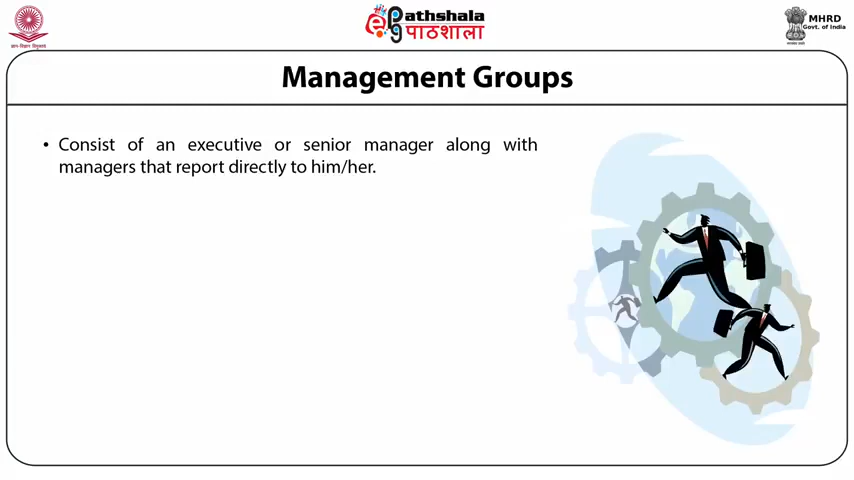 Pathshala
पाठशाला
MHRD
Govt. of India
Management Groups
• Consist of an executive or senior manager along with
managers that report directly to him/her.